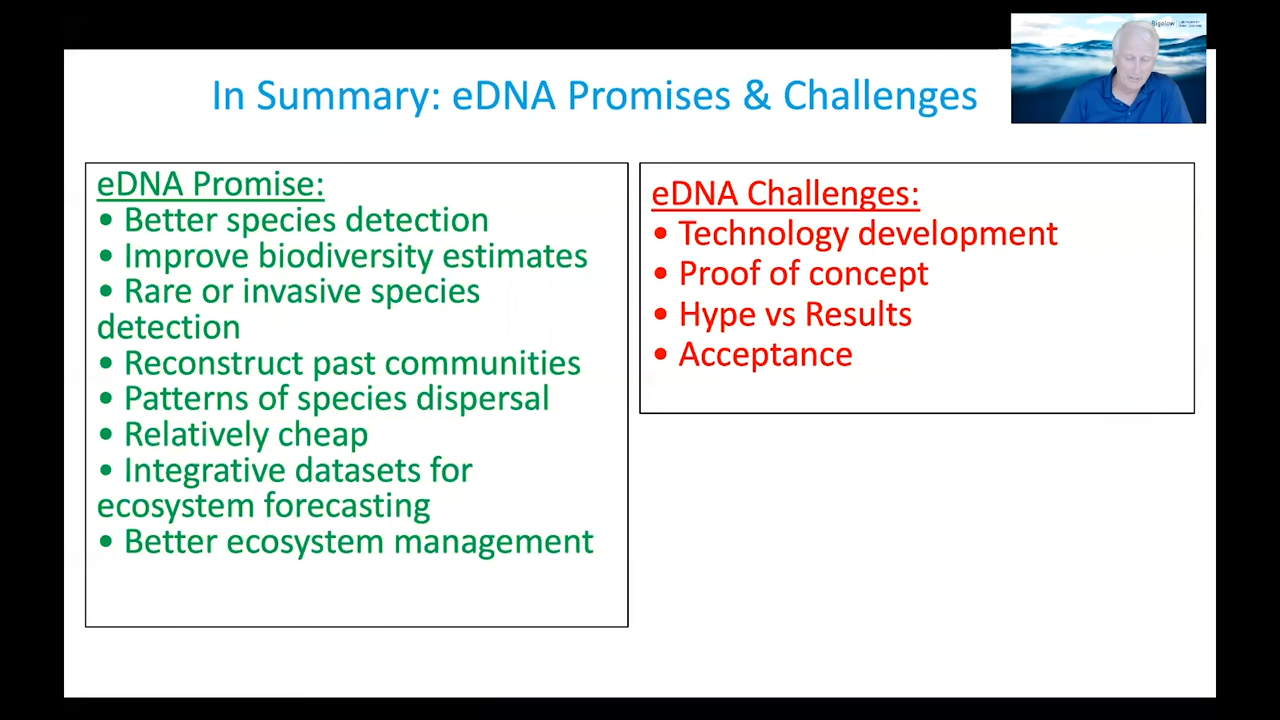 Bigelow
In Summary: eDNA Promises & Challenges
eDNA Promise:
• Better species detection
• Improve biodiversity estimates
• Rare or invasive species
detection
• Reconstruct past communities
• Patterns of species dispersal
• Relatively cheap
• Integrative datasets for
ecosystem forecasting
• Better ecosystem management
eDNA Challenges:
• Technology development
• Proof of concept
• Hype vs Results
• Acceptance